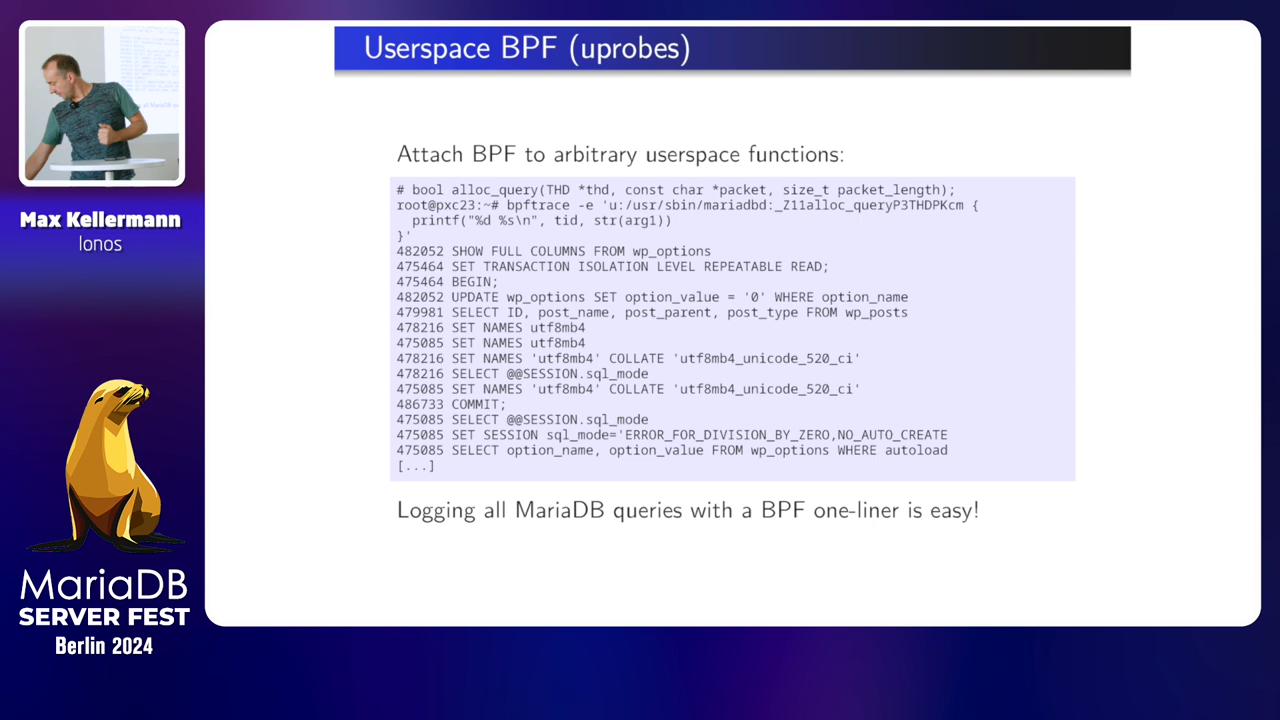 Userspace BPF (uprobes)
Attach BPF to arbitrary userspace functions:
# bool alloc_query(THD *thd, const char *packet, size_t packet_length);
root@pxc23:~# bpftrace -e 'u:/usr/sbin/mariadbd:_Z11alloc_queryP3THDPKcm {
  printf("%d %s\n", tid, str(arg1))
}'
482052 SHOW FULL COLUMNS FROM wp_options
475464 SET TRANSACTION ISOLATION LEVEL REPEATABLE READ;
475464 BEGIN;
482052 UPDATE wp_options SET option_value = '0' WHERE option_name
479981 SELECT ID, post_name, post_parent, post_type FROM wp_posts
478216 SET NAMES utf8mb4
475085 SET NAMES utf8mb4
478216 SET NAMES 'utf8mb4' COLLATE 'utf8mb4_unicode_520_ci'
478216 SELECT @@SESSION.sql_mode
475085 SET NAMES 'utf8mb4' COLLATE 'utf8mb4_unicode_520_ci'
486733 COMMIT;
475085 SELECT @@SESSION.sql_mode
475085 SET SESSION sql_mode='ERROR_FOR_DIVISION_BY_ZERO,NO_AUTO_CREATE
475085 SELECT option_name, option_value FROM wp_options WHERE autoload
[...]
Logging all MariaDB queries with a BPF one-liner is easy!
Max Kellermann
Ionos
MariaDB
SERVER FEST
Berlin 2024